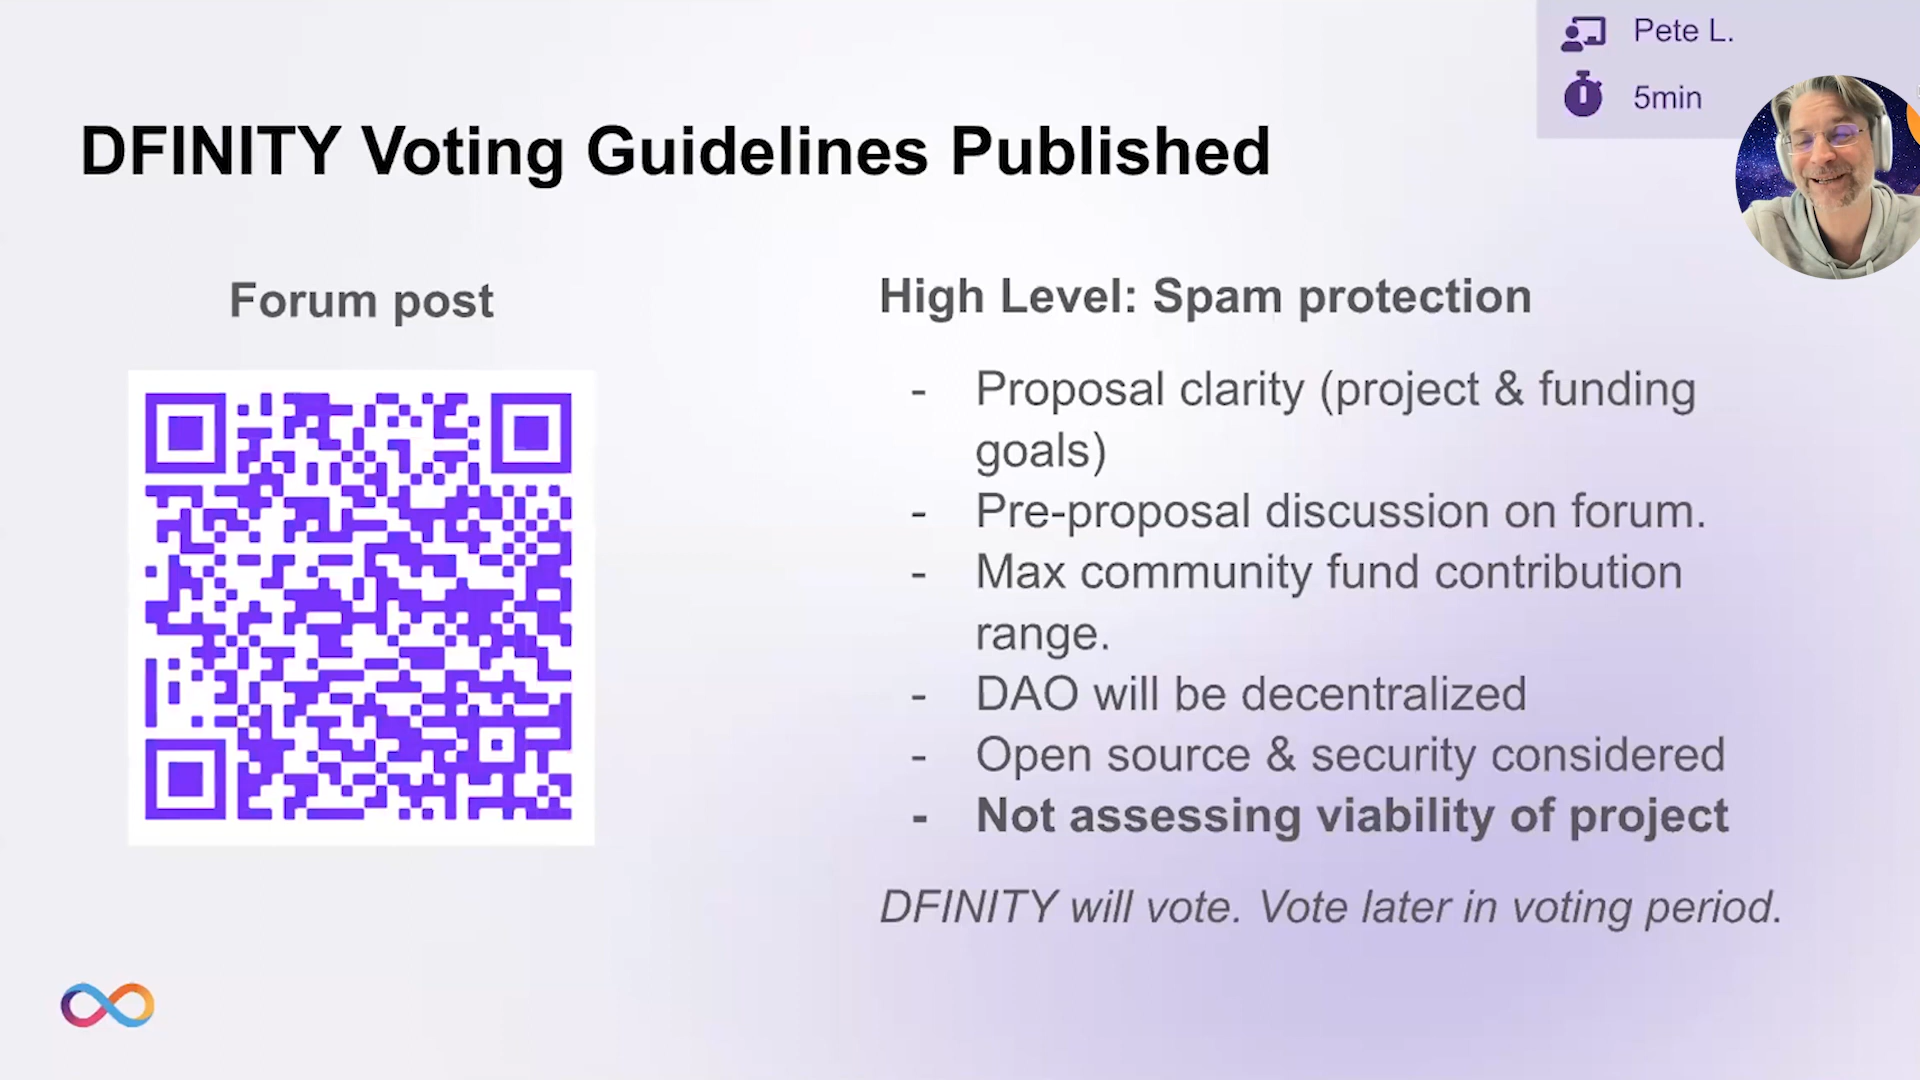 Pete L.
5min
DFINITY Voting Guidelines Published
Forum post
High Level: Spam protection
- Proposal clarity (project & funding
goals)
- Pre-proposal discussion on forum.
- Max community fund contribution
range.
- DAO will be decentralized
- Open source & security considered
- Not assessing viability of project
DFINITY will vote. Vote later in voting period.